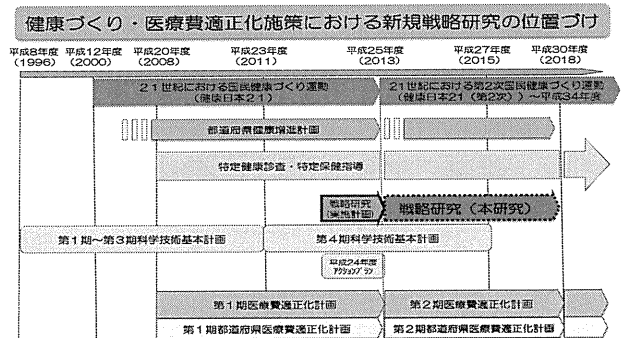 健康づくり・医療費適正化施策における新規戦略研究の位置づけ
平成8年度 平成12年度 平成20年度 平成23年度 平成25年度 平成27年度 平成30年度
(1996) (2000) (2008) (2011) (2013) (2015) (2018)
21世紀における国民健康づくり運動
(健康日本21)
21世紀における第2次国民健康づくり運動
(健康日本21(第2次))~平成34年度
都道府県健康増進計画
特定健康診査・特定保健指導
戦略研究
(実施計画)
戦略研究(本研究)
第1期~第3期科学技術基本計画
第4期科学技術基本計画
平成24年度
アクションプラン
第1期医療費適正化計画
第2期医療費適正化計画
第1期都道府県医療費適正化計画
第2期都道府県医療費適正化計画